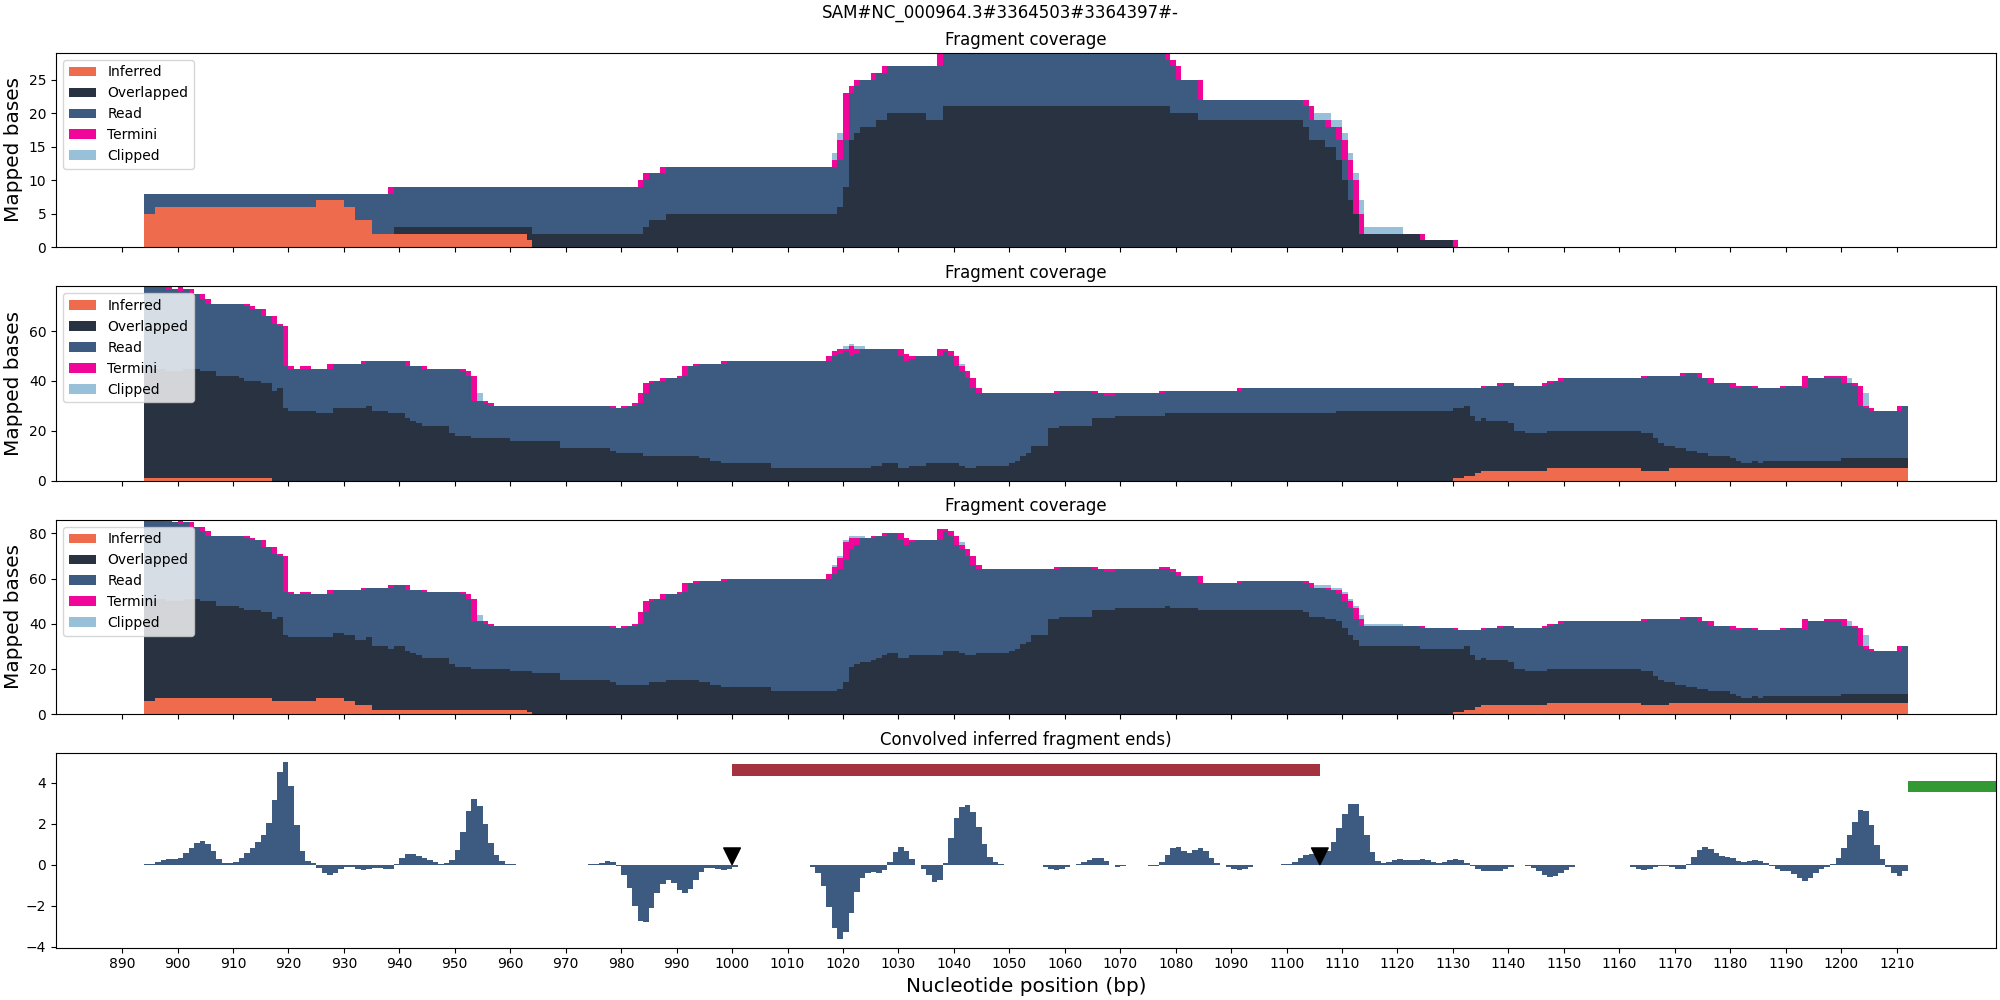 SAM#NC_000964.3#3364503#3364397#-
Fragment coverage
Mapped bases
25
20
15
10
5
0
Inferred
Overlapped
Read
Termini
Clipped
Fragment coverage
Mapped bases
60
40
20
0
Inferred
Overlapped
Read
Termini
Clipped
Fragment coverage
Mapped bases
80
60
40
20
0
Inferred
Overlapped
Read
Termini
Clipped
Convolved inferred fragment ends)
4
2
0
−2
−4
890 900 910 920 930 940 950 960 970 980 990 1000 1010 1020 1030 1040 1050 1060 1070 1080 1090 1100 1110 1120 1130 1140 1150 1160 1170 1180 1190 1200 1210
Nucleotide position (bp)